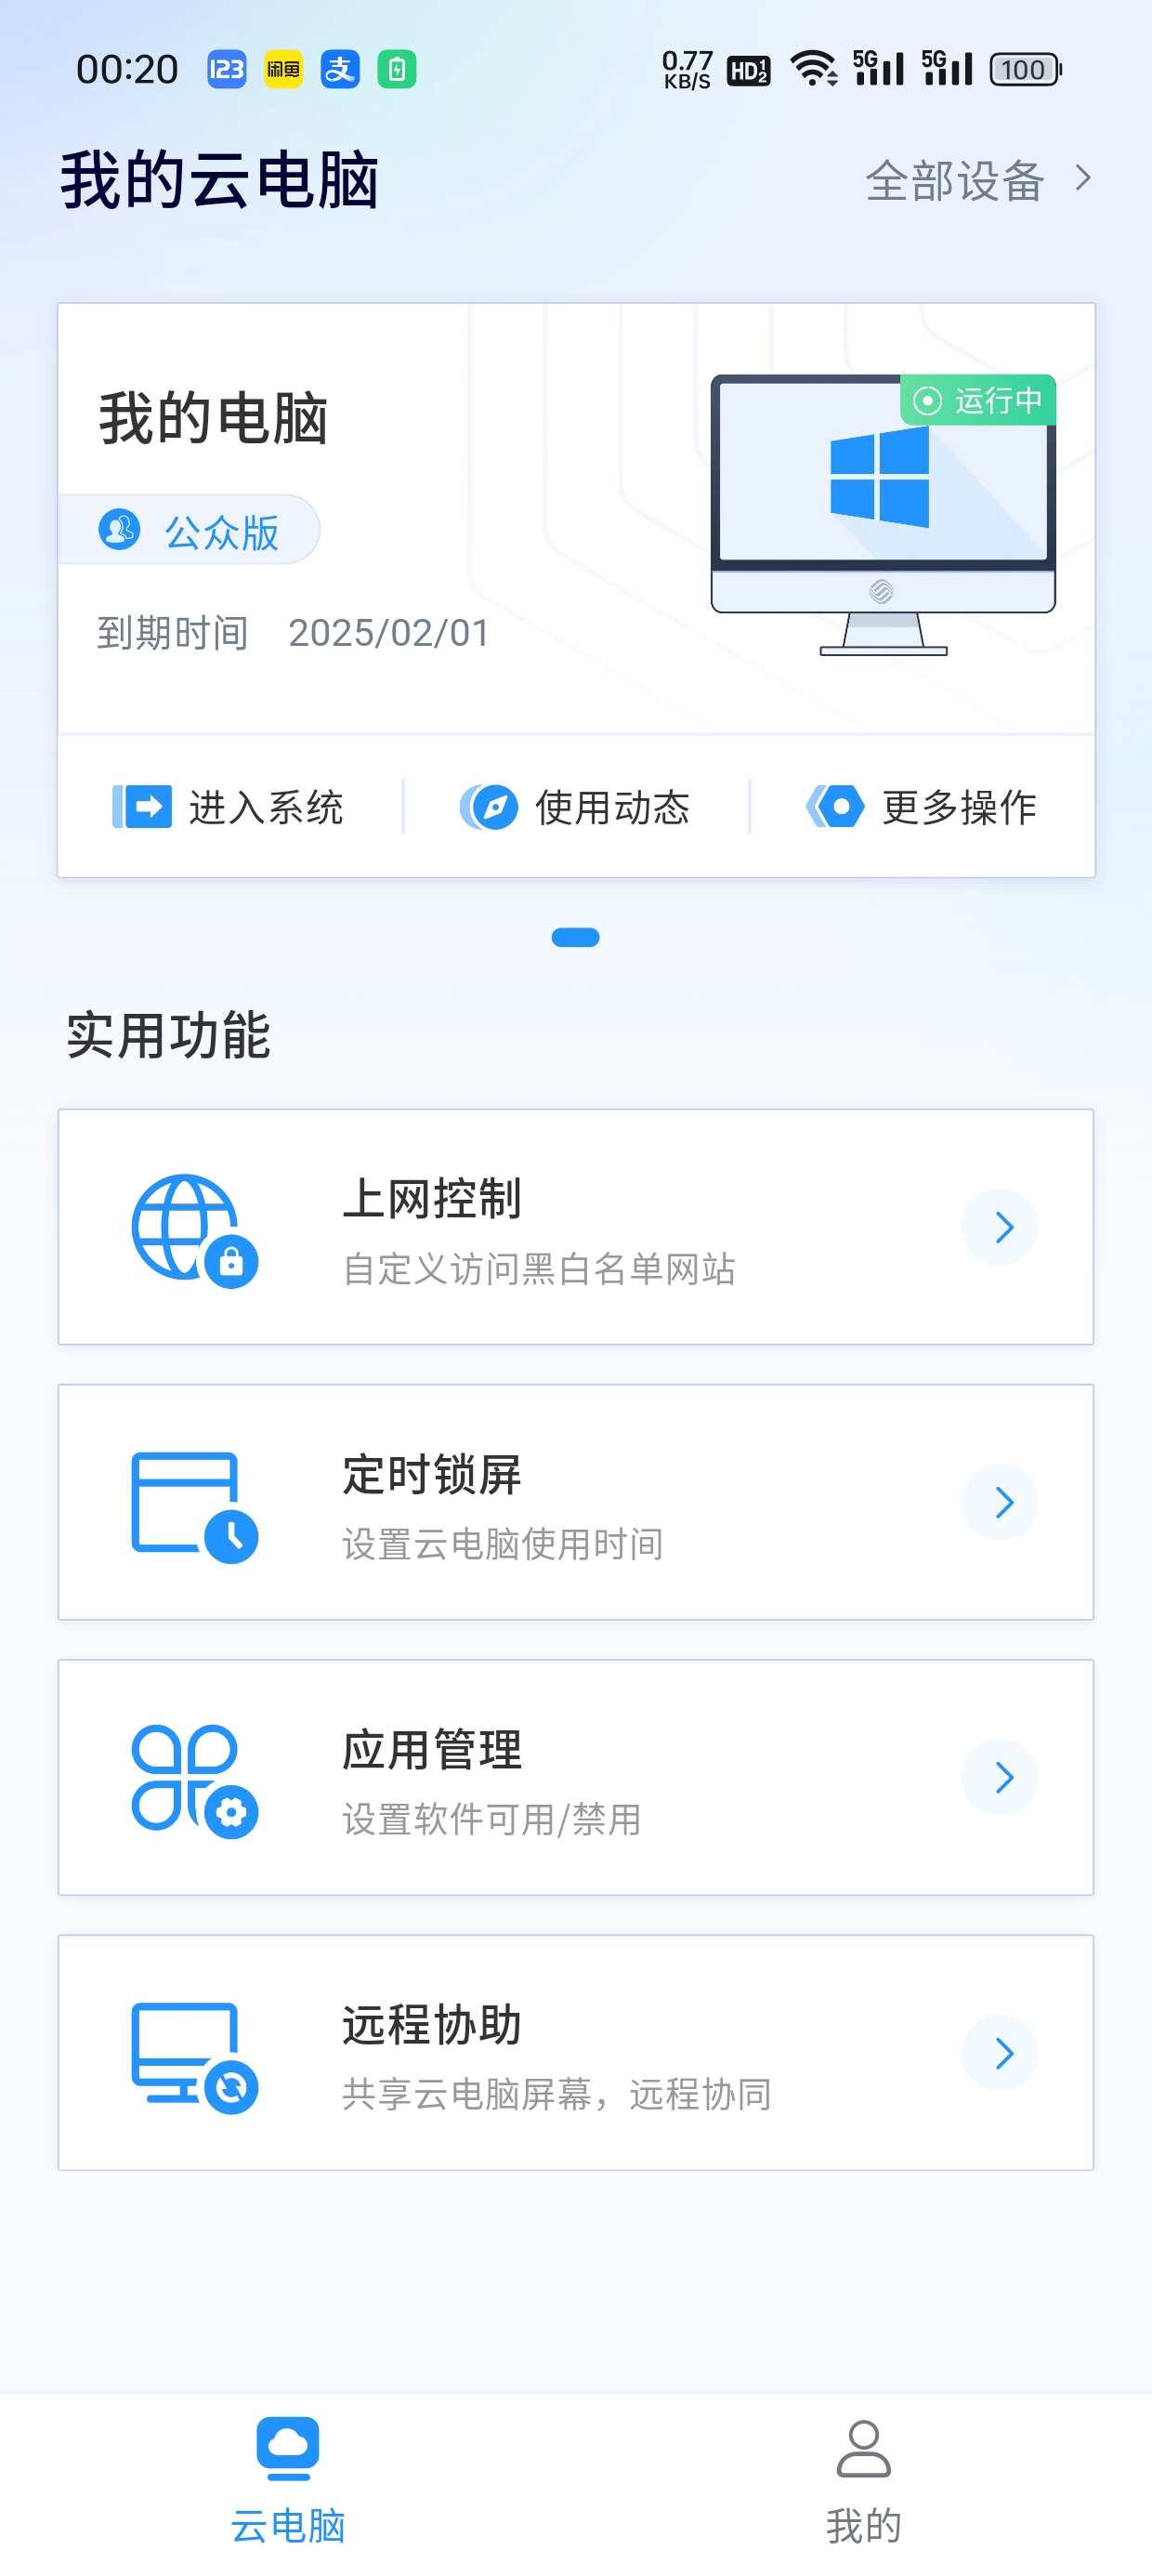 00:20 123 闲鱼 支 0.77 KB/S HD 1 2 5G 5G 100
我的云电脑 全部设备
运行中
我的电脑
公众版
到期时间 2025/02/01
进入系统 使用动态 更多操作
实用功能
上网控制
自定义访问黑白名单网站
定时锁屏
设置云电脑使用时间
应用管理
设置软件可用/禁用
远程协助
共享云电脑屏幕，远程协同
云电脑 我的